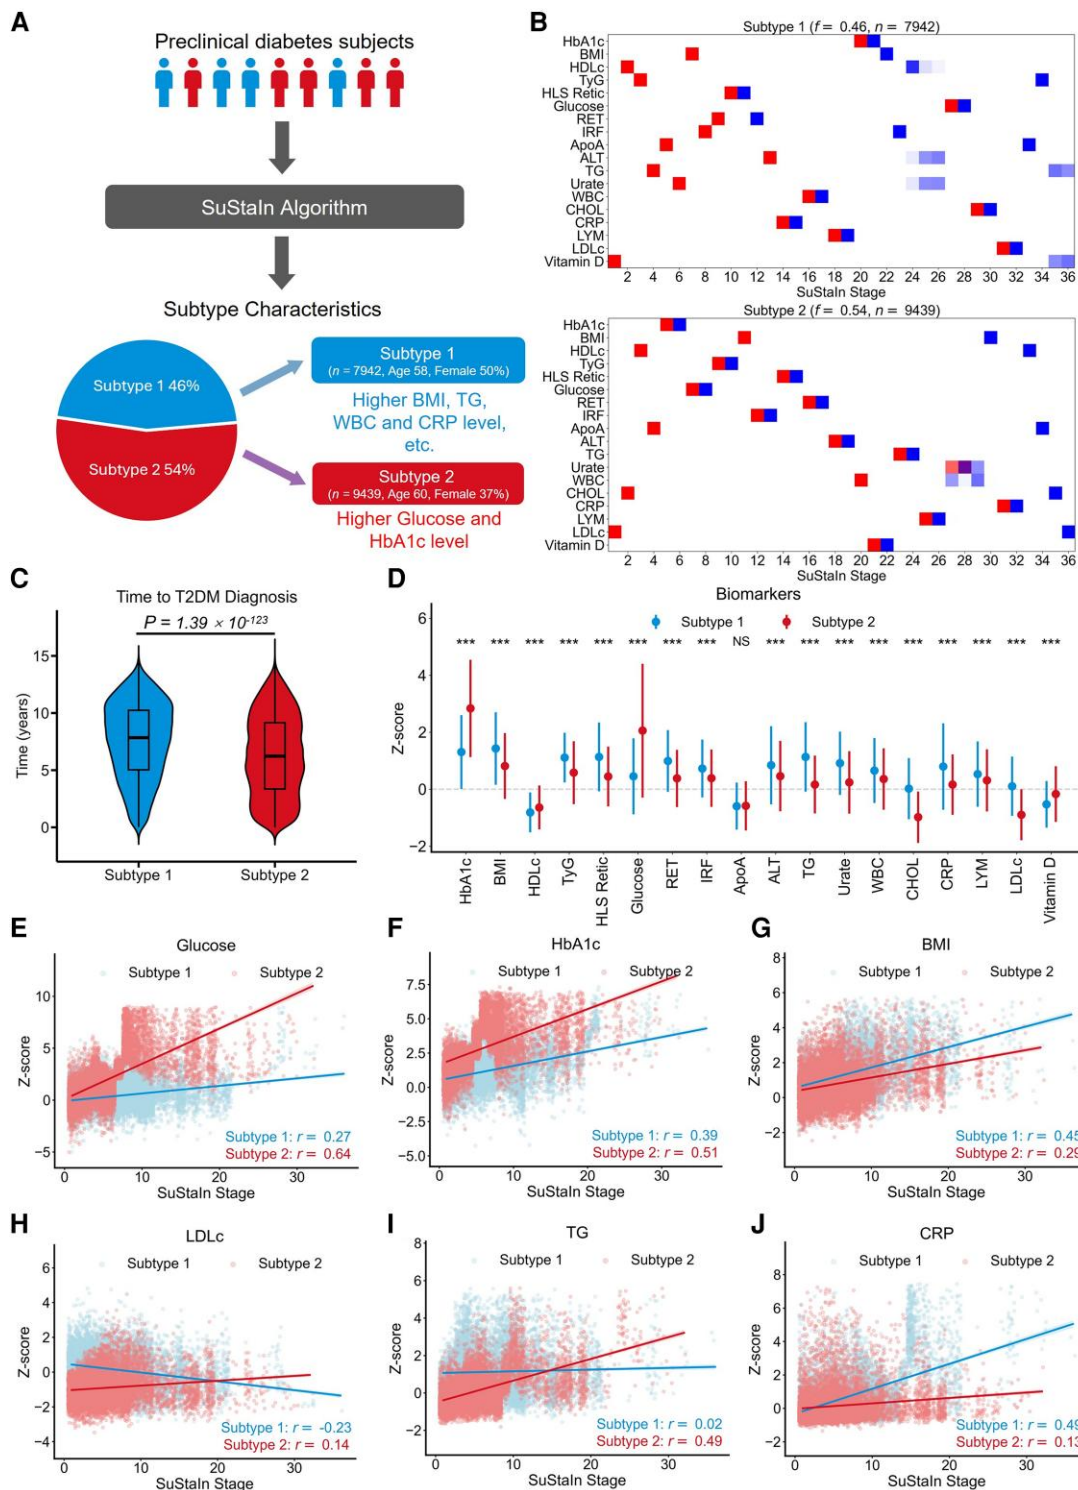 A
Preclinical diabetes subjects
SuStaIn Algorithm
Subtype Characteristics
Subtype 1 46%
Subtype 2 54%
Subtype 1
(n = 7942, Age 58, Female 50%)
Higher BMI, TG,
WBC and CRP level,
etc.
Subtype 2
(n = 9439, Age 60, Female 37%)
Higher Glucose and
HbA1c level
B
Subtype 1 (f = 0.46, n = 7942)
HbA1c
BMI
HDLc
TyG
HLS Retic
Glucose
RET
IRF
ApoA
ALT
TG
Urate
WBC
CHOL
CRP
LYM
LDLc
Vitamin D
2 4 6 8 10 12 14 16 18 20 22 24 26 28 30 32 34 36
SuStaIn Stage
Subtype 2 (f = 0.54, n = 9439)
HbA1c
BMI
HDLc
TyG
HLS Retic
Glucose
RET
IRF
ApoA
ALT
TG
Urate
WBC
CHOL
CRP
LYM
LDLc
Vitamin D
2 4 6 8 10 12 14 16 18 20 22 24 26 28 30 32 34 36
SuStaIn Stage
C
Time to T2DM Diagnosis
P = 1.39 × 10⁻¹²³
Time (years)
15
10
5
0
Subtype 1 Subtype 2
D
Biomarkers
Subtype 1 Subtype 2
*** *** *** *** *** *** *** *** NS *** *** *** *** *** *** *** *** ***
Z-score
6
4
2
0
−2
HbA1c BMI HDLc TyG HLS Retic Glucose RET IRF ApoA ALT TG Urate WBC CHOL CRP LYM LDLc Vitamin D
E
Glucose
Subtype 1 Subtype 2
Z-score
10
5
0
−5
Subtype 1: r = 0.27
Subtype 2: r = 0.64
0 10 20 30
SuStaIn Stage
F
HbA1c
Subtype 1 Subtype 2
Z-score
7.5
5.0
2.5
0.0
−2.5
−5.0
Subtype 1: r = 0.39
Subtype 2: r = 0.51
0 10 20 30
SuStaIn Stage
G
BMI
Subtype 1 Subtype 2
Z-score
6
4
2
0
−2
Subtype 1: r = 0.45
Subtype 2: r = 0.29
0 10 20 30
SuStaIn Stage
H
LDLc
Subtype 1 Subtype 2
Z-score
6
4
2
0
−2
−4
Subtype 1: r = -0.23
Subtype 2: r = 0.14
0 10 20 30
SuStaIn Stage
I
TG
Subtype 1 Subtype 2
Z-score
6
4
2
0
−2
Subtype 1: r = 0.02
Subtype 2: r = 0.49
0 10 20 30
SuStaIn Stage
J
CRP
Subtype 1 Subtype 2
Z-score
8
6
4
2
0
−2
Subtype 1: r = 0.49
Subtype 2: r = 0.13
0 10 20 30
SuStaIn Stage